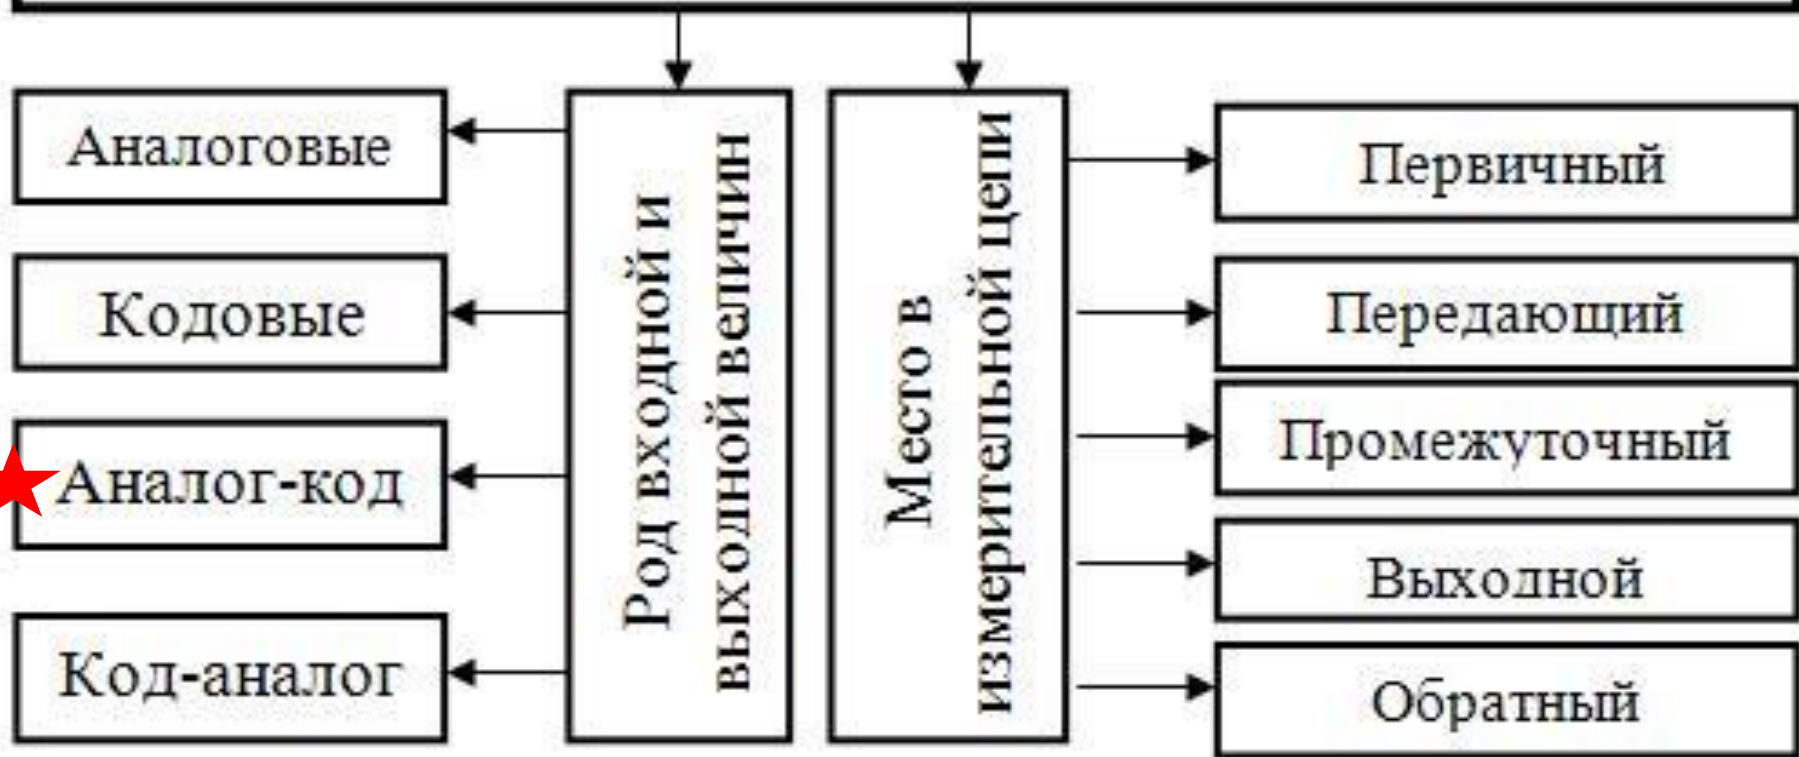 Аналоговые
Кодовые
Аналог-код
Код-аналог
Род входной и
выходной величин
Место в
измерительной цепи
Первичный
Передающий
Промежуточный
Выходной
Обратный